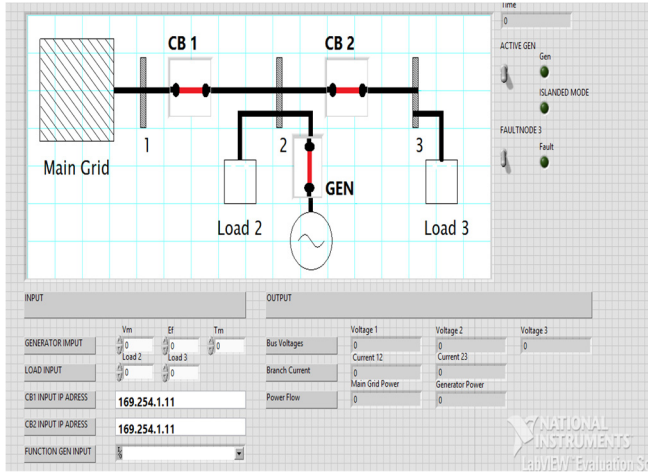 Time
0
CB 1
CB 2
ACTIVE GEN
Gen
ISLANDED MODE
FAULTNODE 3
Fault
1
2
3
Main Grid
GEN
Load 2
Load 3
INPUT
OUTPUT
Vm
Ef
Tm
Voltage 1
Voltage 2
Voltage 3
GENERATOR IMPUT
0
0
0
Bus Voltages
0
0
0
Load 2
Load 3
Current 12
Current 23
LOAD INPUT
0
0
Branch Current
0
0
Main Grid Power
Generator Power
CB1 INPUT IP ADRESS
169.254.1.11
Power Flow
0
0
CB2 INPUT IP ADRESS
169.254.1.11
FUNCTION GEN INPUT
NATIONAL
INSTRUMENTS
LabVIEW™ Evaluation